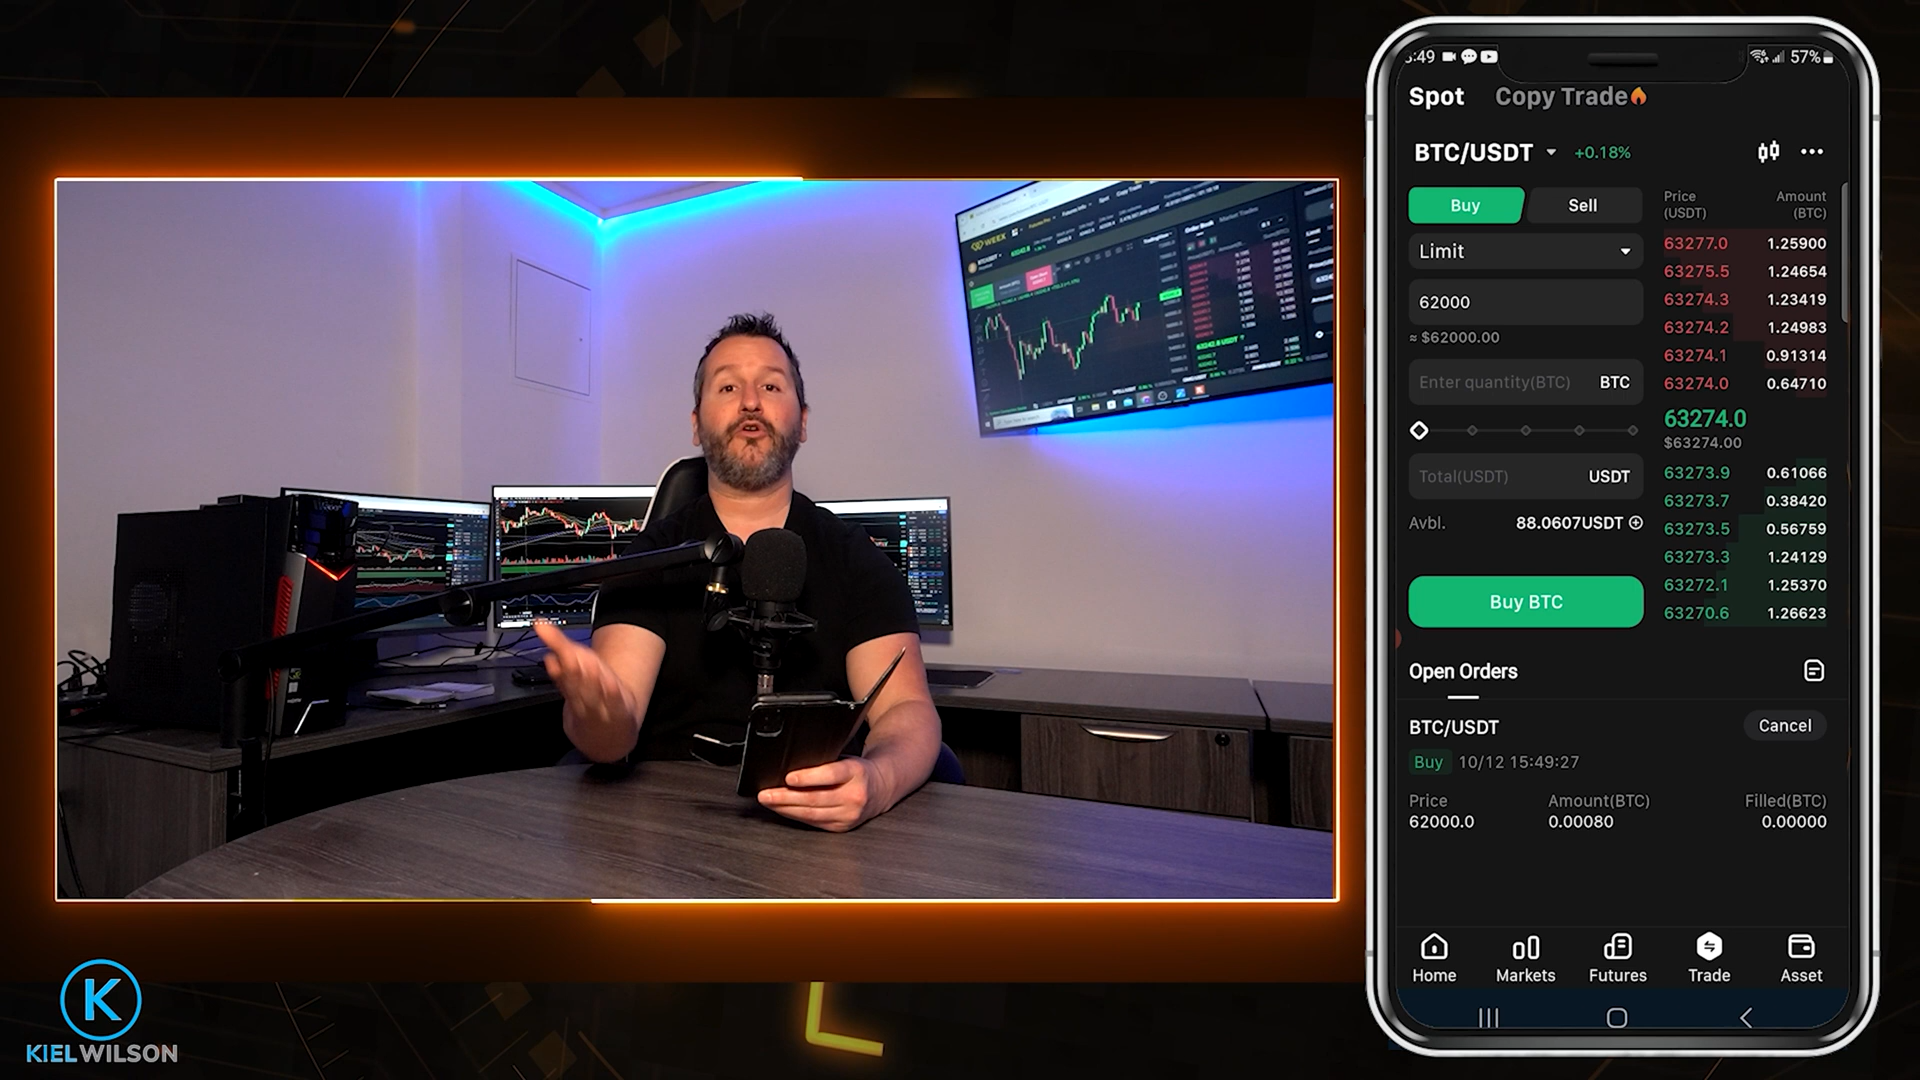 :49
57%
Spot Copy Trade
BTC/USDT +0.18%
Buy Sell
Price (USDT) Amount (BTC)
Limit
62000
≈ $62000.00
Enter quantity(BTC) BTC
Total(USDT) USDT
Avbl. 88.0607USDT
Buy BTC
63277.0 1.25900
63275.5 1.24654
63274.3 1.23419
63274.2 1.24983
63274.1 0.91314
63274.0 0.64710
63274.0
$63274.00
63273.9 0.61066
63273.7 0.38420
63273.5 0.56759
63273.3 1.24129
63272.1 1.25370
63270.6 1.26623
Open Orders
BTC/USDT Cancel
Buy 10/12 15:49:27
Price Amount(BTC) Filled(BTC)
62000.0 0.00080 0.00000
Home Markets Futures Trade Asset
WEEX
Order Book
K
KIELWILSON